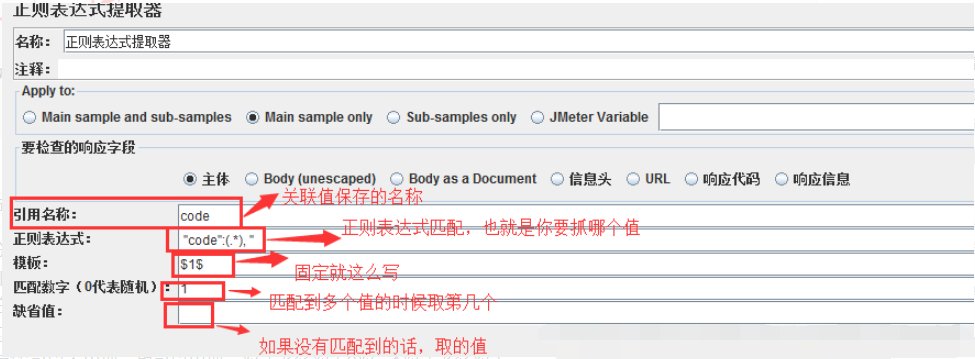 正则表达式提取器
名称： 正则表达式提取器
注释：
Apply to:
Main sample and sub-samples Main sample only Sub-samples only JMeter Variable
要检查的响应字段
主体 Body (unescaped) Body as a Document 信息头 URL 响应代码 响应信息
关联值保存的名称
引用名称： code
正则表达式： "code":(.*), "
正则表达式匹配，也就是你要抓哪个值
模板： $1$
固定就这么写
匹配数字（0代表随机）： 1
匹配到多个值的时候取第几个
缺省值：
如果没有匹配到的话，取的值